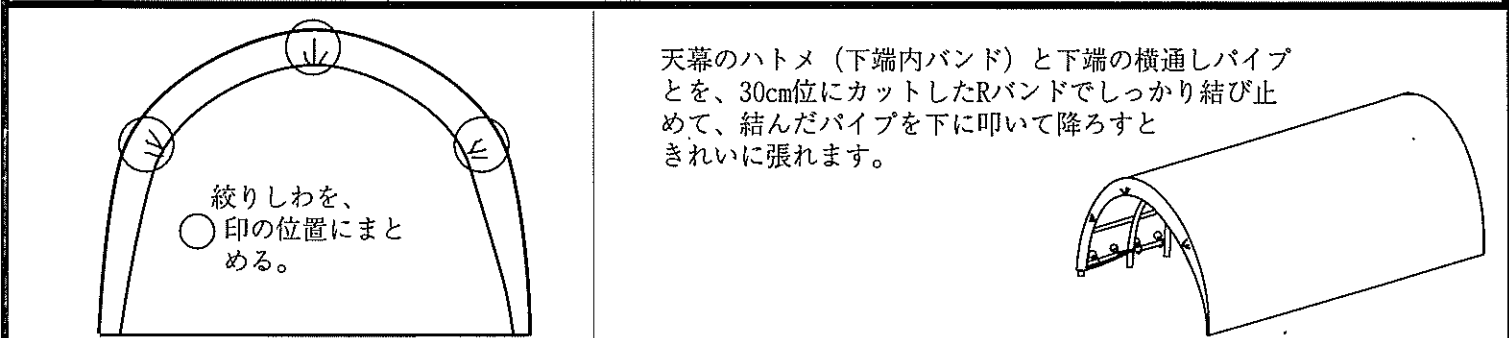 絞りしわを、
○印の位置にまと
める。
天幕のハトメ（下端内バンド）と下端の横通しパイプ
とを、30cm位にカットしたRバンドでしっかり結び止
めて、結んだパイプを下に叩いて降ろすと
きれいに張れます。